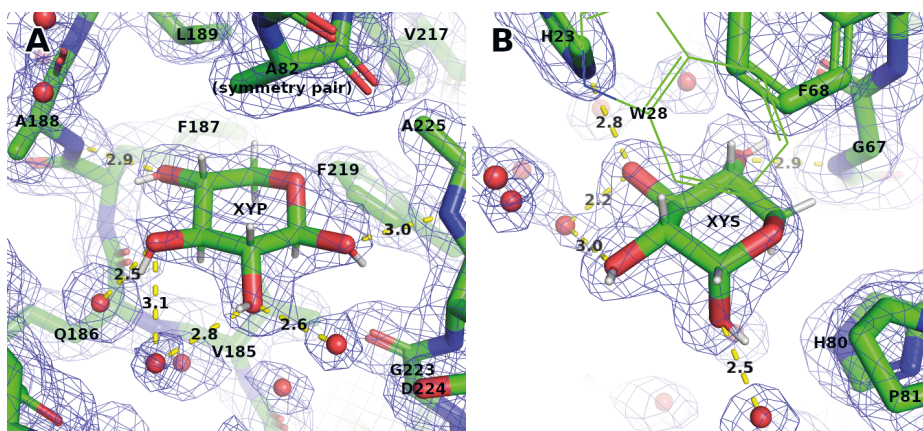 A
L189
V217
A82
(symmetry pair)
A188
F187
A225
2.9
F219
XYP
3.0
2.5
3.1
Q186
2.8
2.6
V185
G223
D224
B
H23
F68
2.8
W28
G67
2.9
2.2
XYS
3.0
H80
2.5
P81